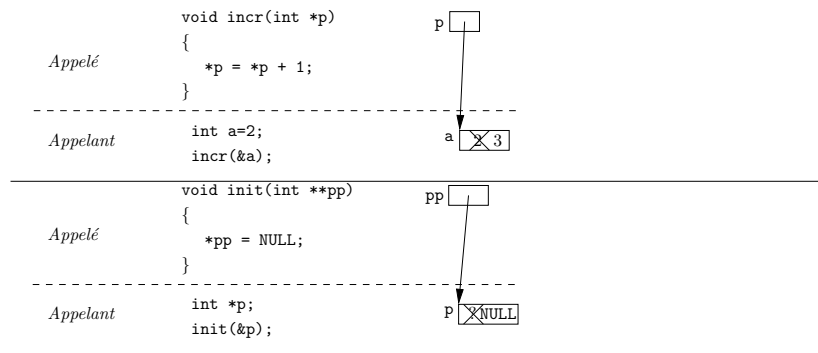 void incr(int *p)
p
{
Appelé
*p = *p + 1;
}
Appelant
int a=2;
a 2 3
incr(&a);
void init(int **pp)
pp
{
Appelé
*pp = NULL;
}
Appelant
int *p;
p ? NULL
init(&p);